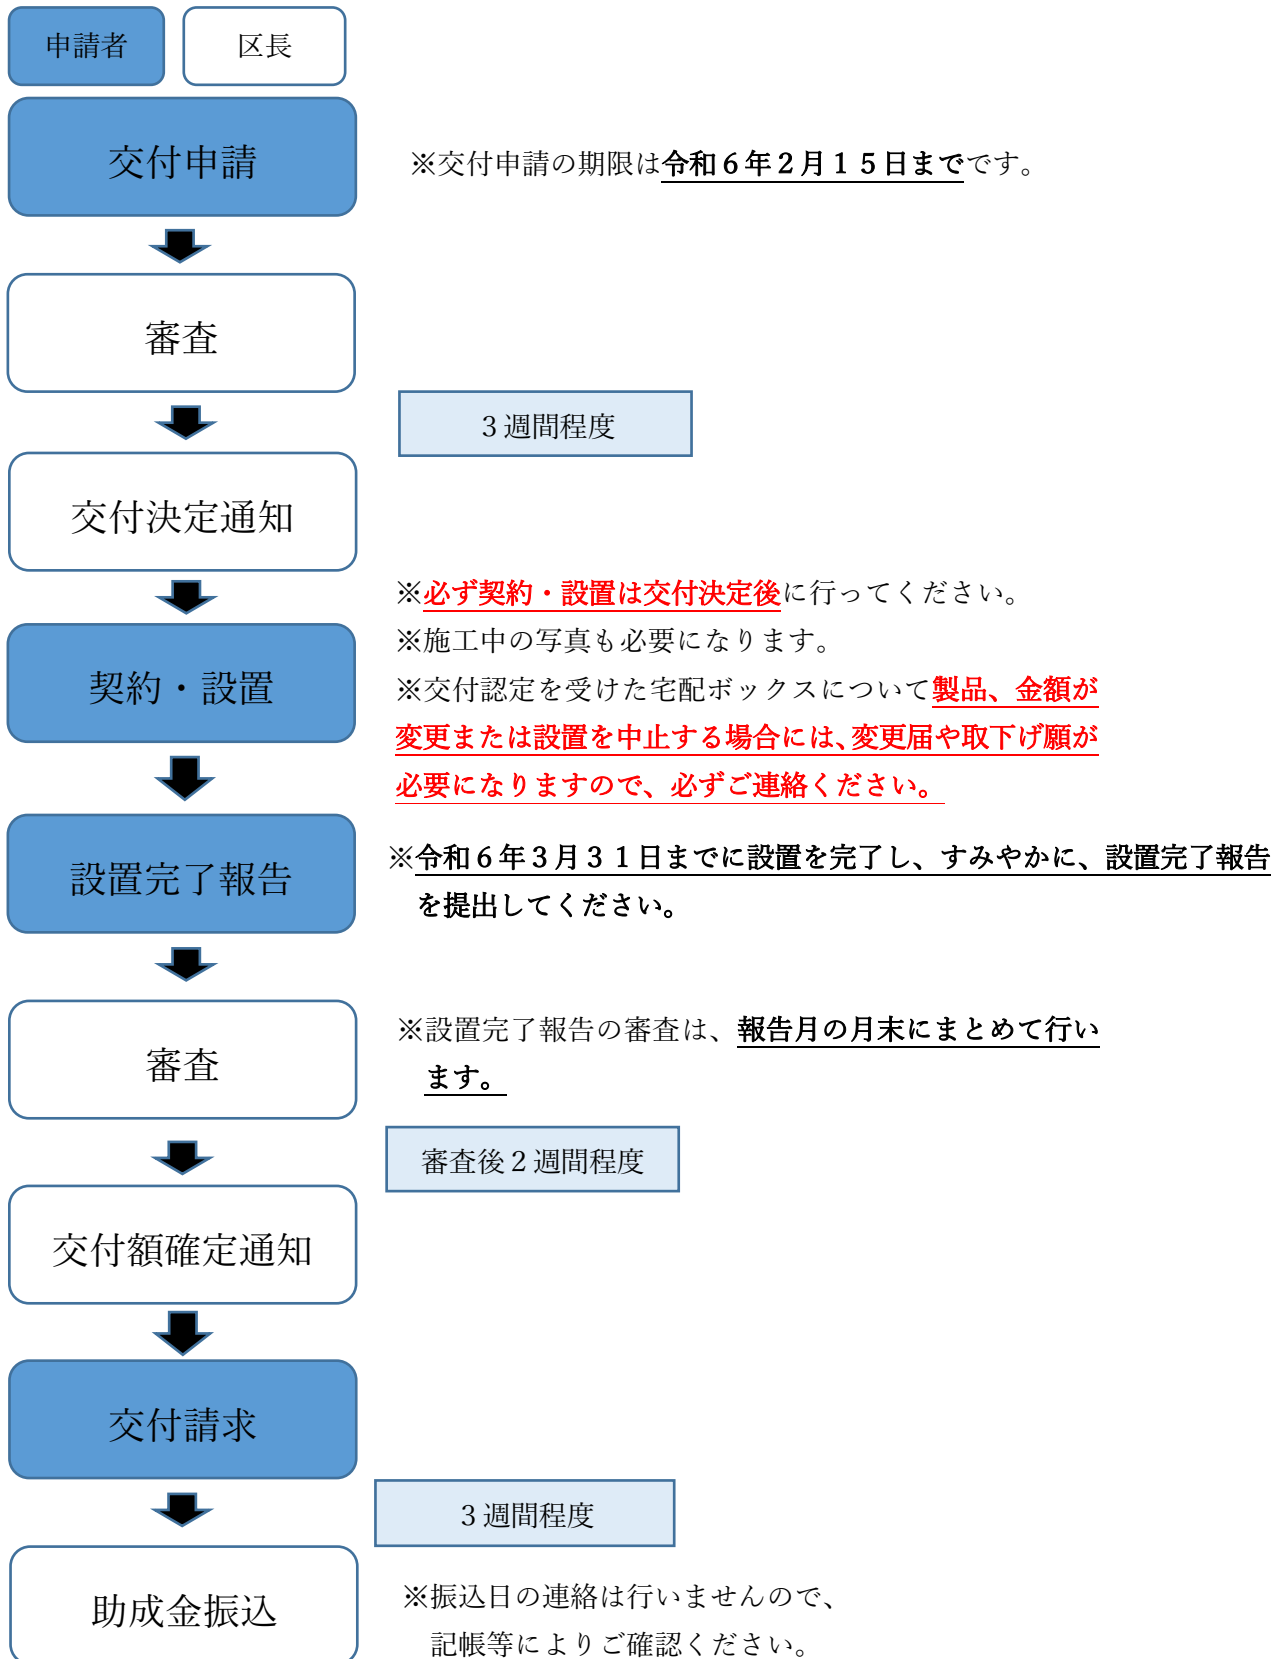 申請者
区長
交付申請
※交付申請の期限は令和６年２月１５日までです。
審査
３週間程度
交付決定通知
※必ず契約・設置は交付決定後に行ってください。
※施工中の写真も必要になります。
契約・設置
※交付認定を受けた宅配ボックスについて製品、金額が
変更または設置を中止する場合には、変更届や取下げ願が
必要になりますので、必ずご連絡ください。
設置完了報告
※令和６年３月３１日までに設置を完了し、すみやかに、設置完了報告
を提出してください。
審査
※設置完了報告の審査は、報告月の月末にまとめて行い
ます。
審査後２週間程度
交付額確定通知
交付請求
３週間程度
助成金振込
※振込日の連絡は行いませんので、
記帳等によりご確認ください。